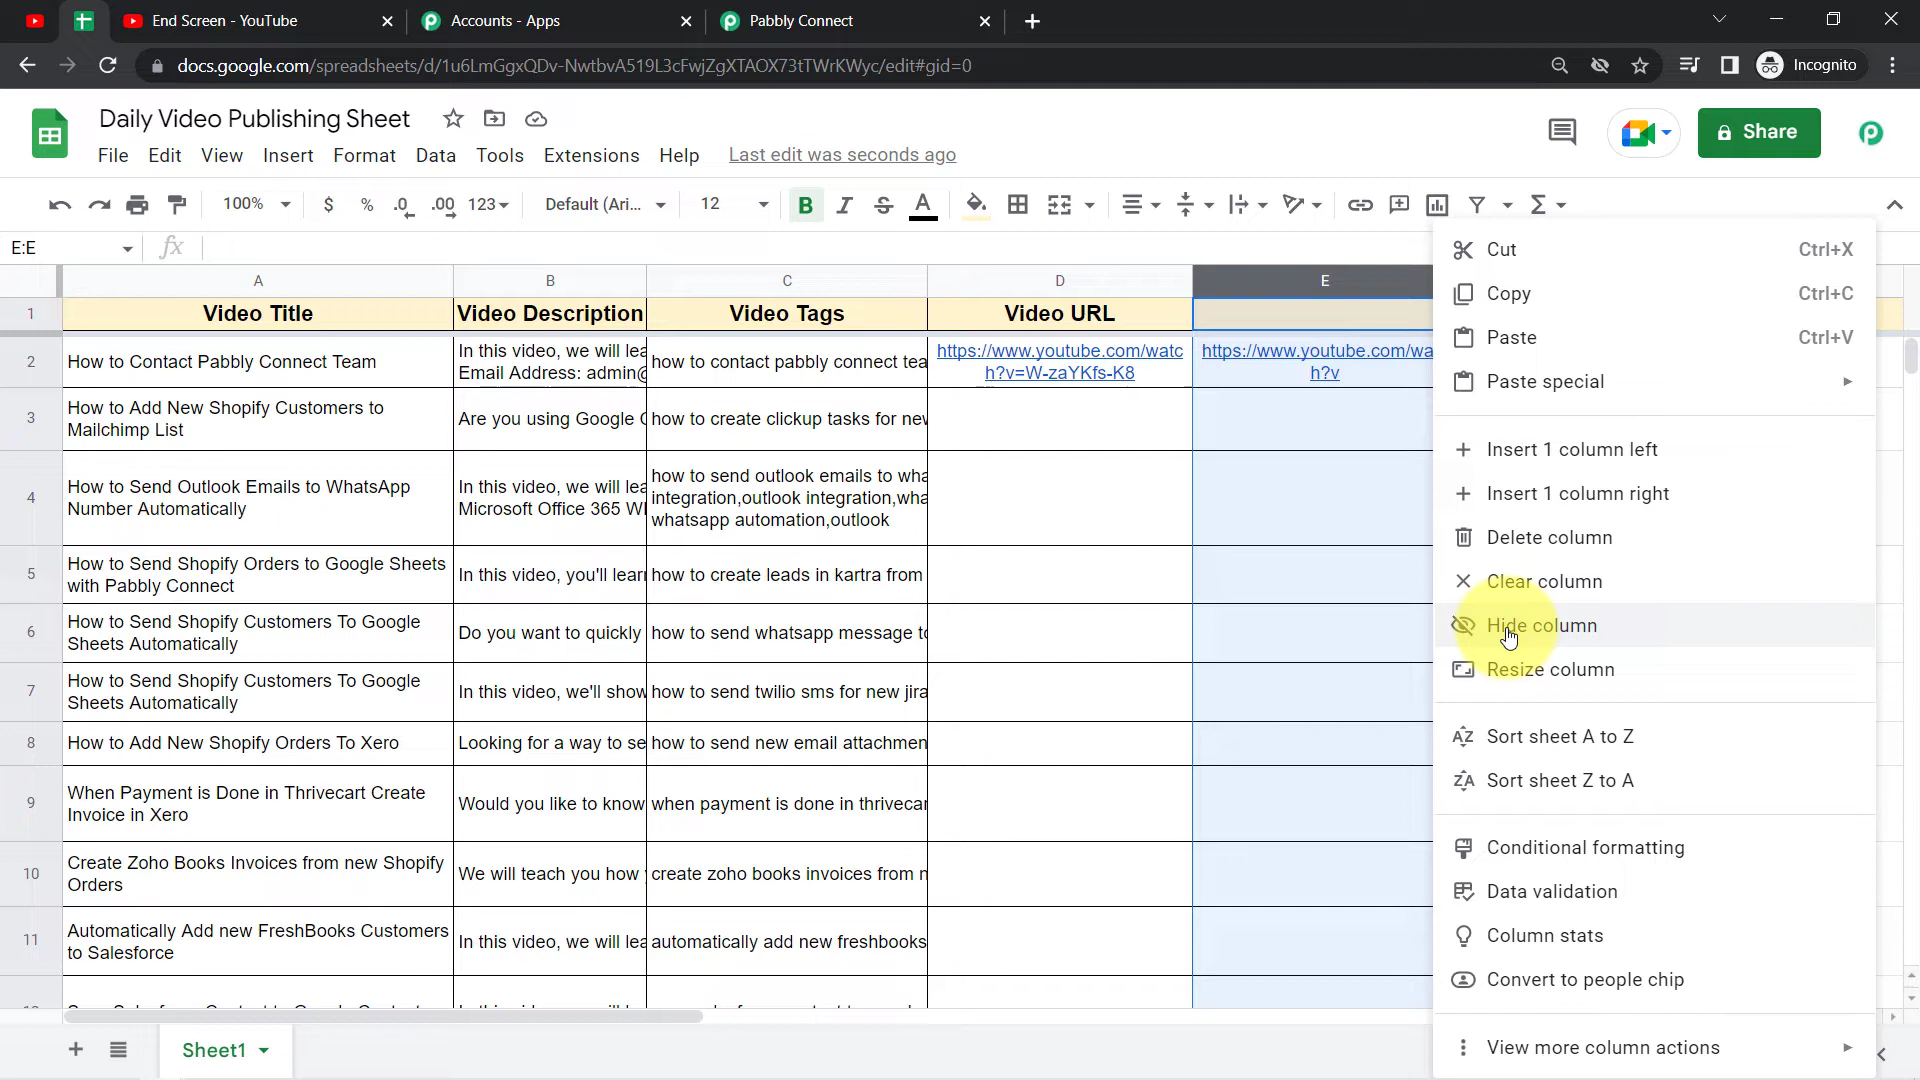 End Screen - YouTube
Accounts - Apps
Pabbly Connect
docs.google.com/spreadsheets/d/1u6LmGgxQDv-NwtbvA519L3cFwjZgXTAOX73tTWrKWyc/edit#gid=0
Incognito
Daily Video Publishing Sheet
Share
File Edit View Insert Format Data Tools Extensions Help Last edit was seconds ago
100% $ % .0 .00 123 Default (Ari... 12 B I S A
E:E fx
A B C D E
1 Video Title Video Description Video Tags Video URL
2 How to Contact Pabbly Connect Team
In this video, we will lea
Email Address: admin@
how to contact pabbly connect tea
https://www.youtube.com/watc
h?v=W-zaYKfs-K8
https://www.youtube.com/wa
h?v
3 How to Add New Shopify Customers to
Mailchimp List
Are you using Google
how to create clickup tasks for nev
4 How to Send Outlook Emails to WhatsApp
Number Automatically
In this video, we will lea
Microsoft Office 365
how to send outlook emails to wha
integration,outlook integration,wha
whatsapp automation,outlook
5 How to Send Shopify Orders to Google Sheets
with Pabbly Connect
In this video, you'll lear
how to create leads in kartra from
6 How to Send Shopify Customers To Google
Sheets Automatically
Do you want to quickly
how to send whatsapp message to
7 How to Send Shopify Customers To Google
Sheets Automatically
In this video, we'll show
how to send twilio sms for new jira
8 How to Add New Shopify Orders To Xero
Looking for a way to se
how to send new email attachmen
9 When Payment is Done in Thrivecart Create
Invoice in Xero
Would you like to know
when payment is done in thrivecar
10 Create Zoho Books Invoices from new Shopify
Orders
We will teach you how
create zoho books invoices from n
11 Automatically Add new FreshBooks Customers
to Salesforce
In this video, we will lea
automatically add new freshbooks
Cut Ctrl+X
Copy Ctrl+C
Paste Ctrl+V
Paste special
Insert 1 column left
Insert 1 column right
Delete column
Clear column
Hide column
Resize column
Sort sheet A to Z
Sort sheet Z to A
Conditional formatting
Data validation
Column stats
Convert to people chip
View more column actions
Sheet1